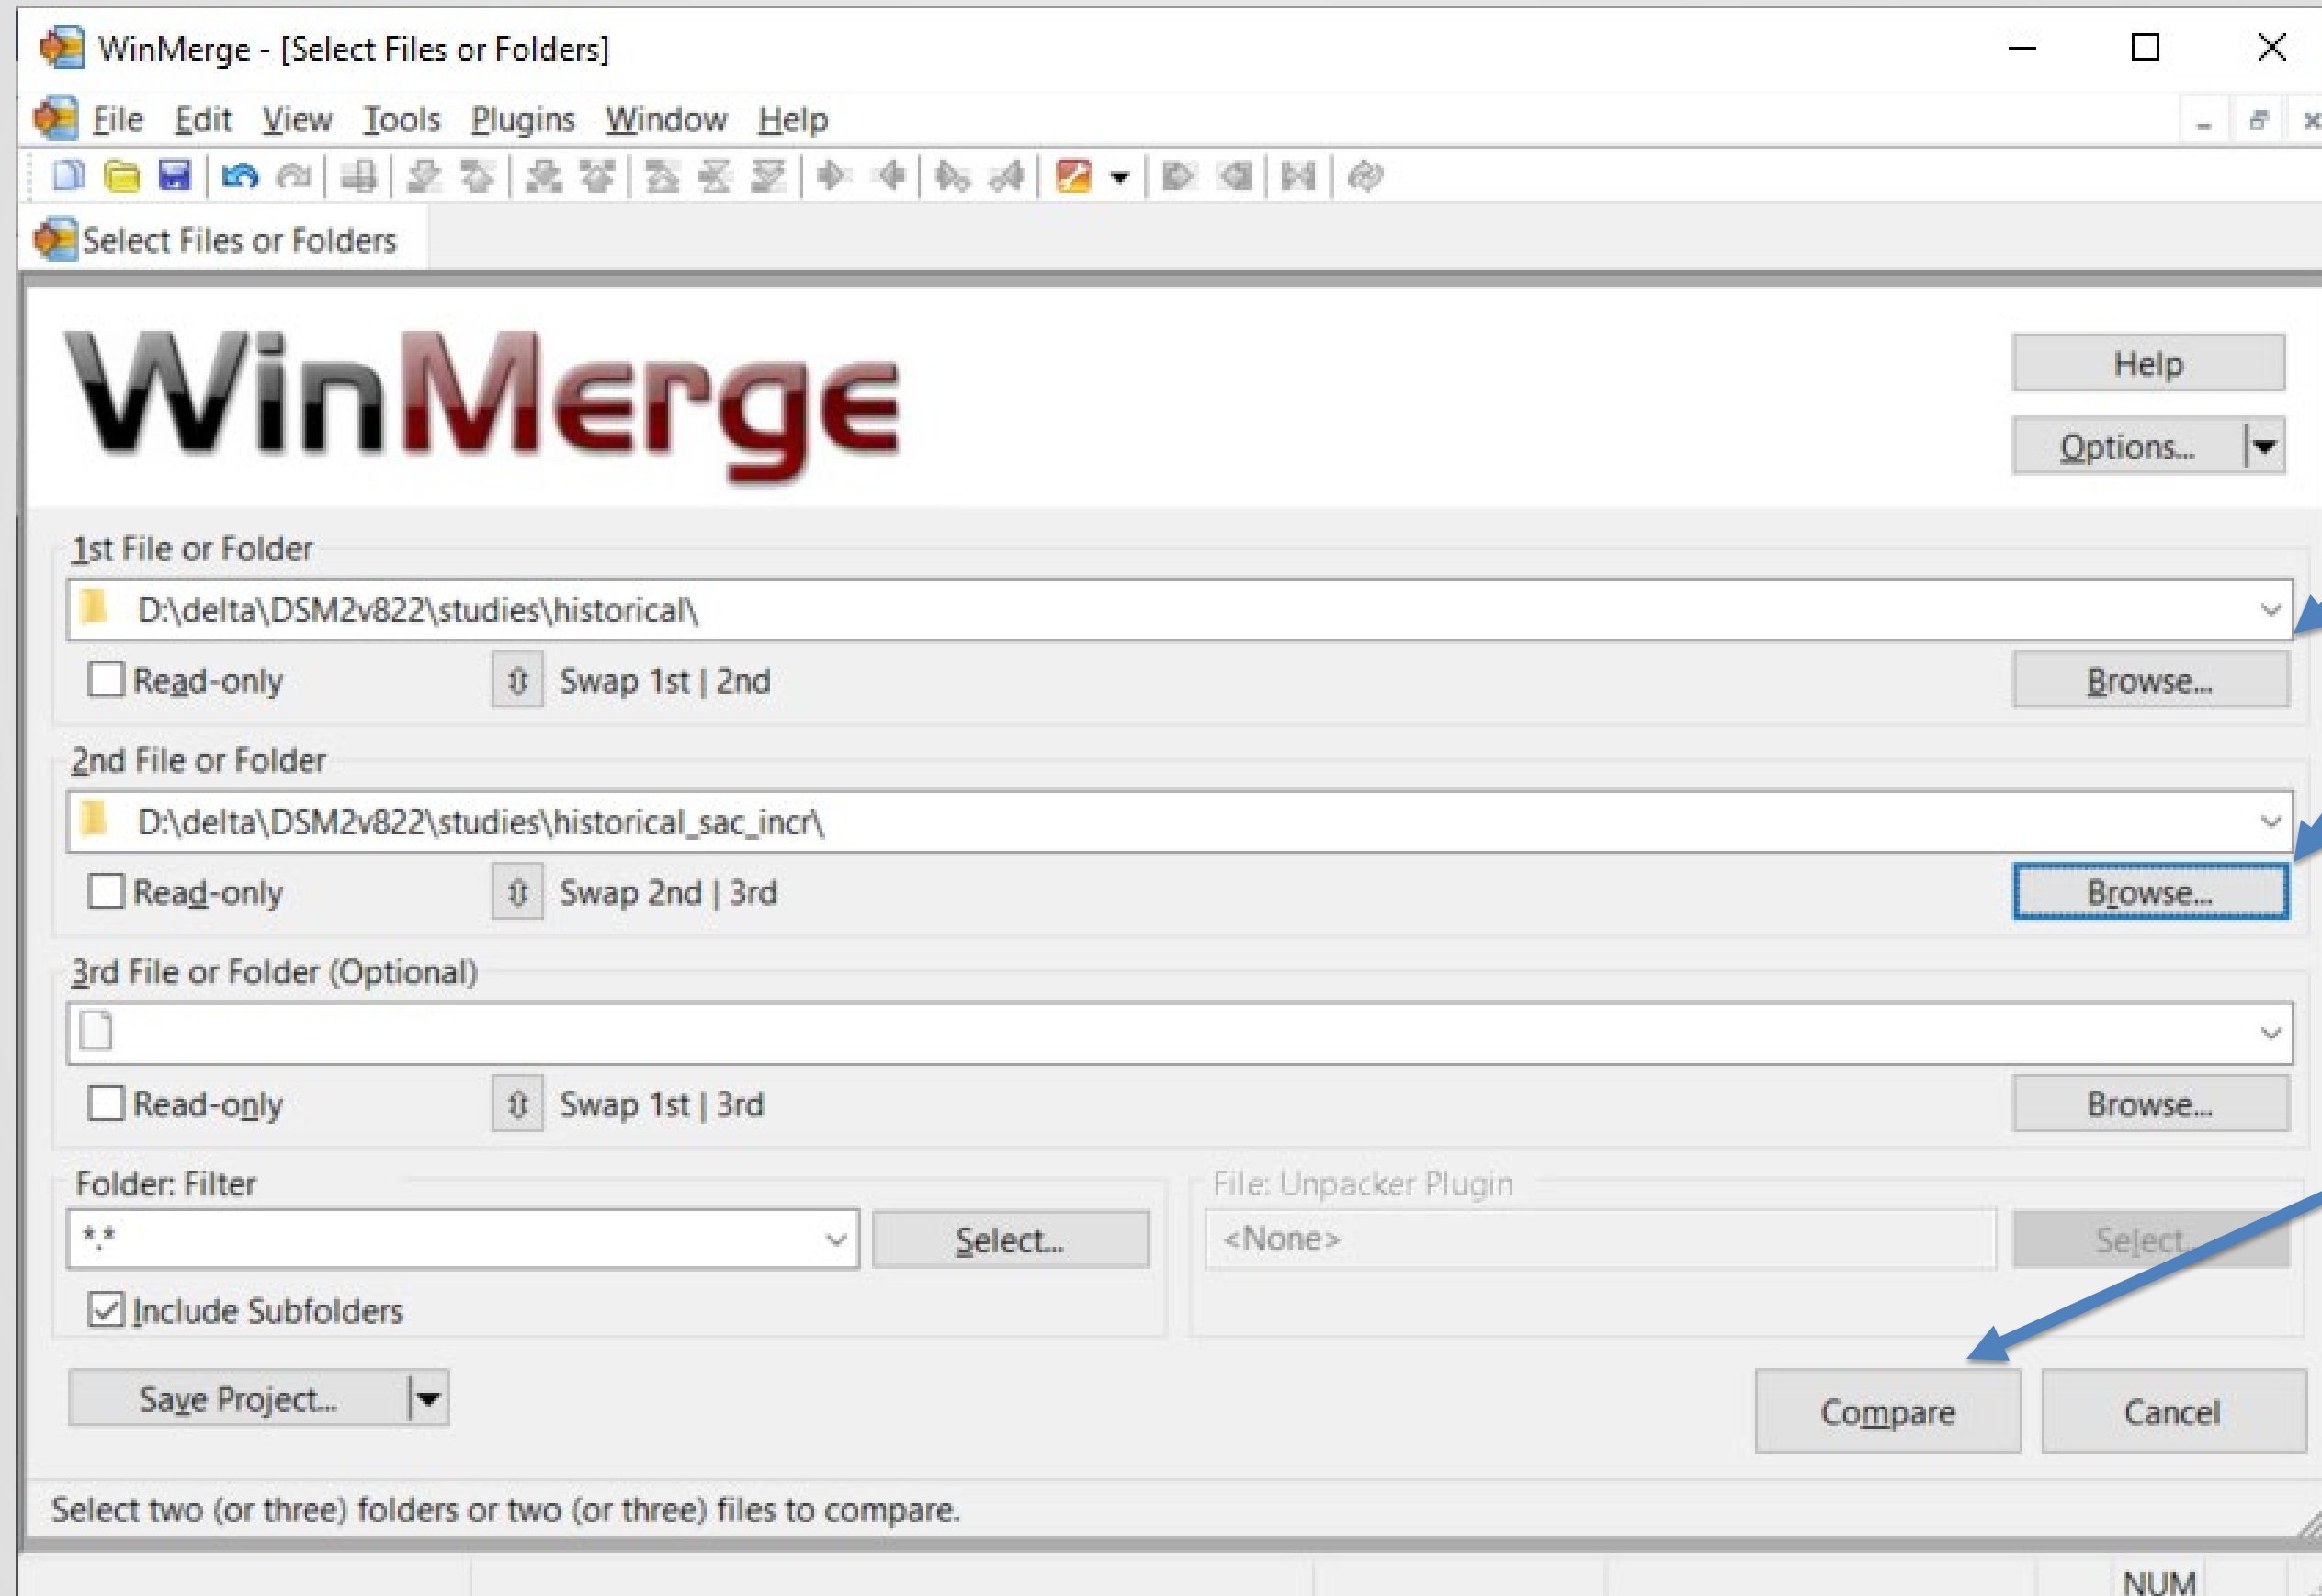 WinMerge - [Select Files or Folders]
File Edit View Tools Plugins Window Help
Select Files or Folders
WinMerge
Help
Options...
1st File or Folder
D:\delta\DSM2v822\studies\historical\
Read-only Swap 1st | 2nd Browse...
2nd File or Folder
D:\delta\DSM2v822\studies\historical_sac_incr\
Read-only Swap 2nd | 3rd Browse...
3rd File or Folder (Optional)
Read-only Swap 1st | 3rd Browse...
Folder: Filter File: Unpacker Plugin
*.* Select... <None> Select...
Include Subfolders
Save Project... Compare Cancel
Select two (or three) folders or two (or three) files to compare.
NUM